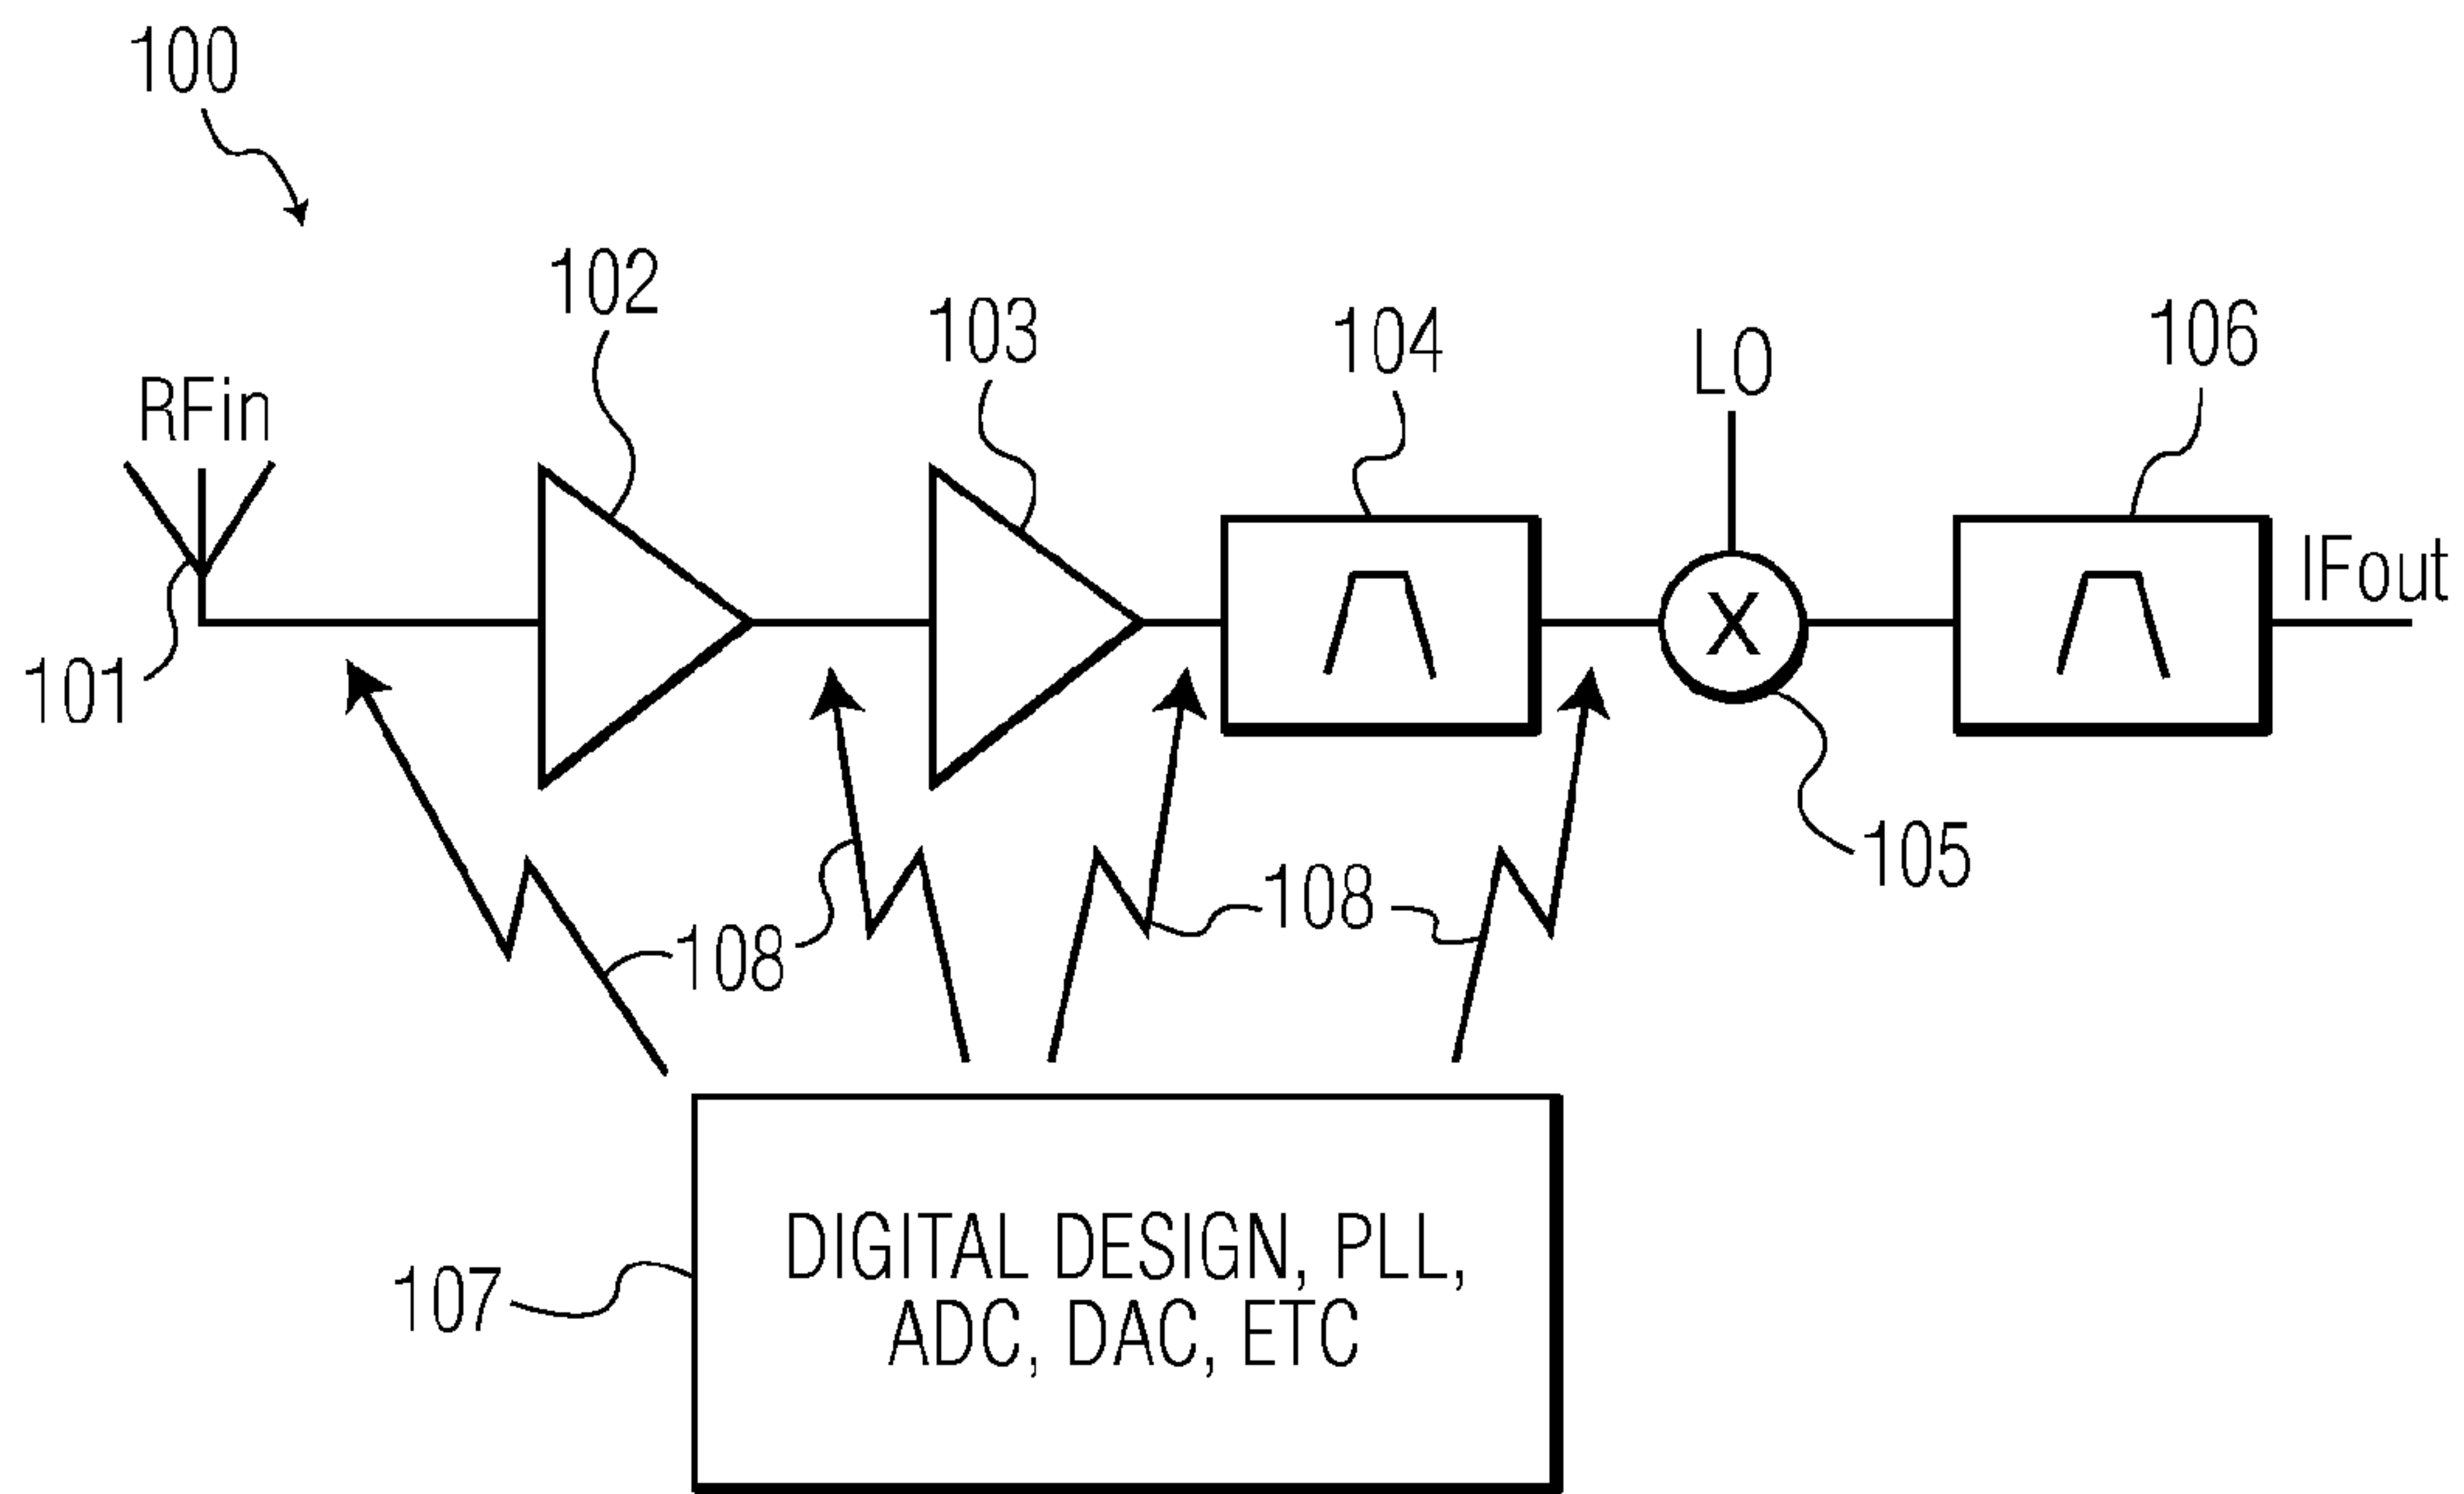 100
102
103
104
LO
106
RFin
IFout
101
105
108
108
107
DIGITAL DESIGN, PLL,
ADC, DAC, ETC
X